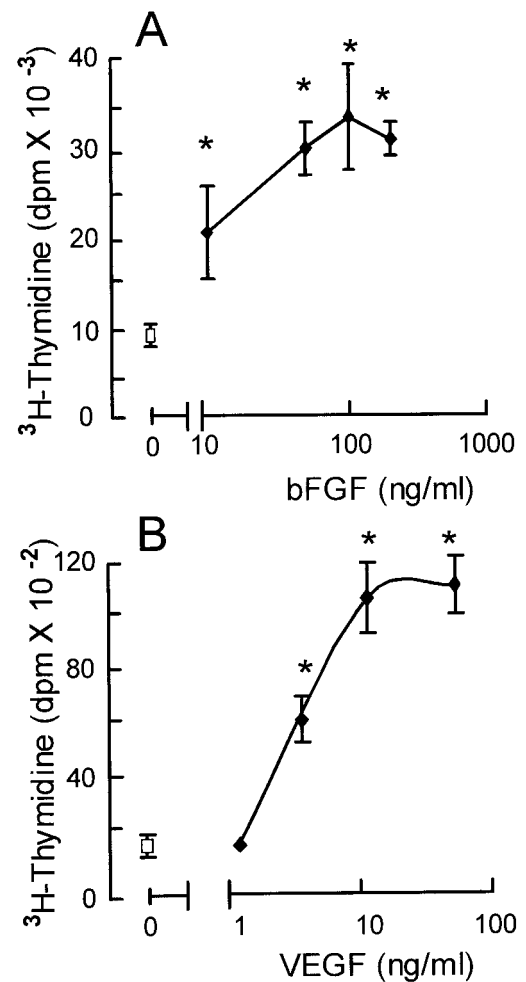 A
³H-Thymidine (dpm X 10 ⁻³)
40
30
20
10
0
* * * *
0 10 100 1000
bFGF (ng/ml)
B
³H-Thymidine (dpm X 10 ⁻²)
120
80
40
0
* * *
0 1 10 100
VEGF (ng/ml)